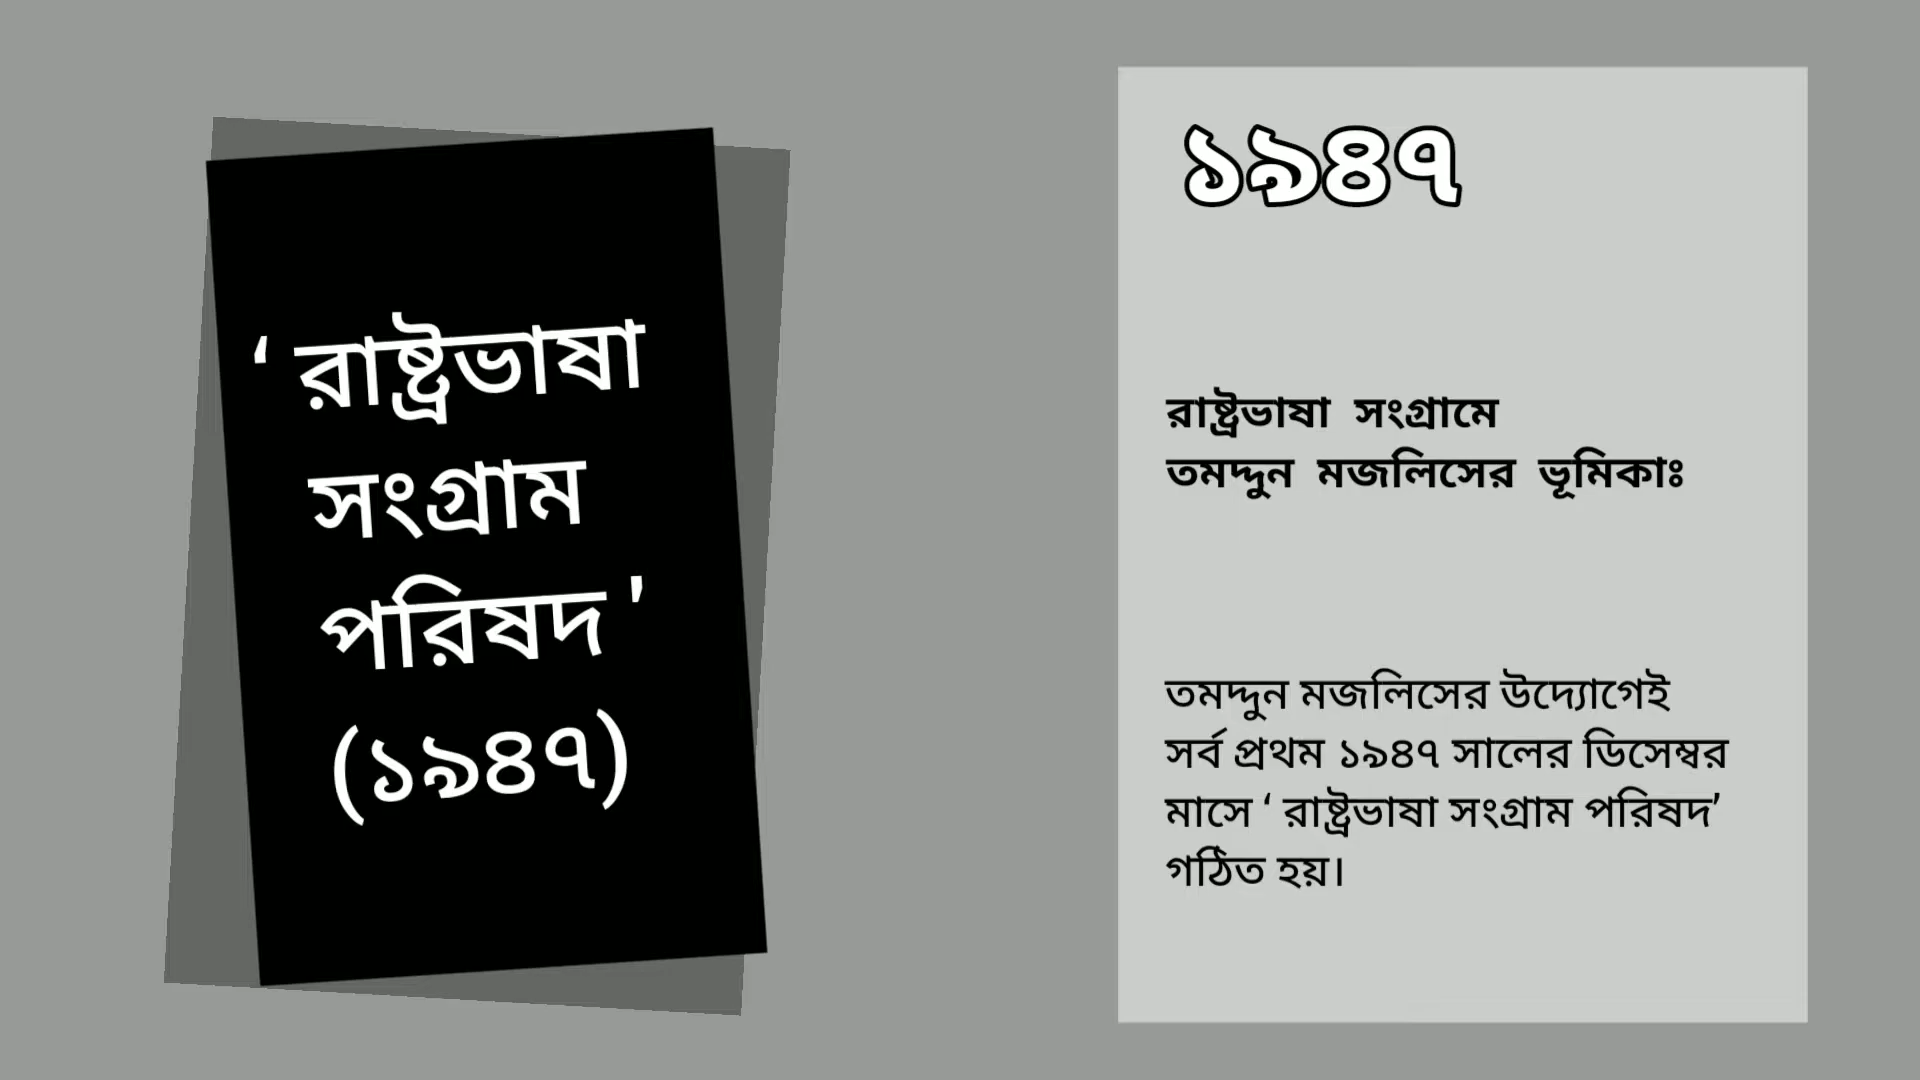 ‘ রাষ্ট্রভাষা
সংগ্রাম
পরিষদ ’
(১৯৪৭)
১৯৪৭
রাষ্ট্রভাষা সংগ্রামে
তমদ্দুন মজলিসের ভূমিকাঃ
তমদ্দুন মজলিসের উদ্যোগেই
সর্ব প্রথম ১৯৪৭ সালের ডিসেম্বর
মাসে ‘ রাষ্ট্রভাষা সংগ্রাম পরিষদ’
গঠিত হয়।